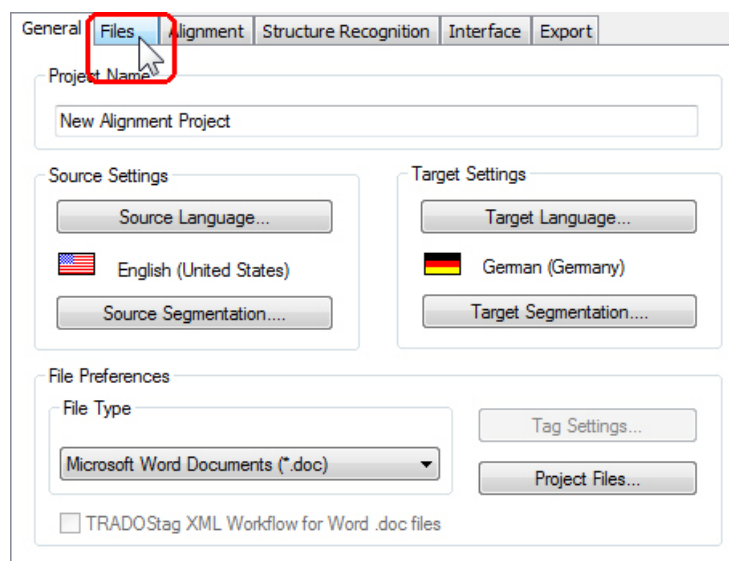 General Files Alignment Structure Recognition Interface Export
Project Name
New Alignment Project
Source Settings Target Settings
Source Language... Target Language...
English (United States) German (Germany)
Source Segmentation.... Target Segmentation....
File Preferences
File Type
Tag Settings...
Microsoft Word Documents (*.doc)
Project Files...
TRADOStag XML Workflow for Word .doc files